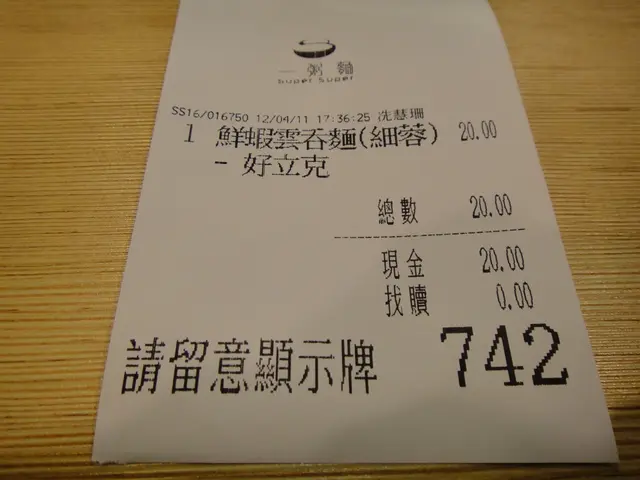 一粥麵
Super Super
SS16/016750 12/04/11 17:36:25 冼慧珊
1 鮮蝦雲吞麵(細蓉) 20.00
- 好立克
總數 20.00
現金 20.00
找贖 0.00
請留意顯示牌 742